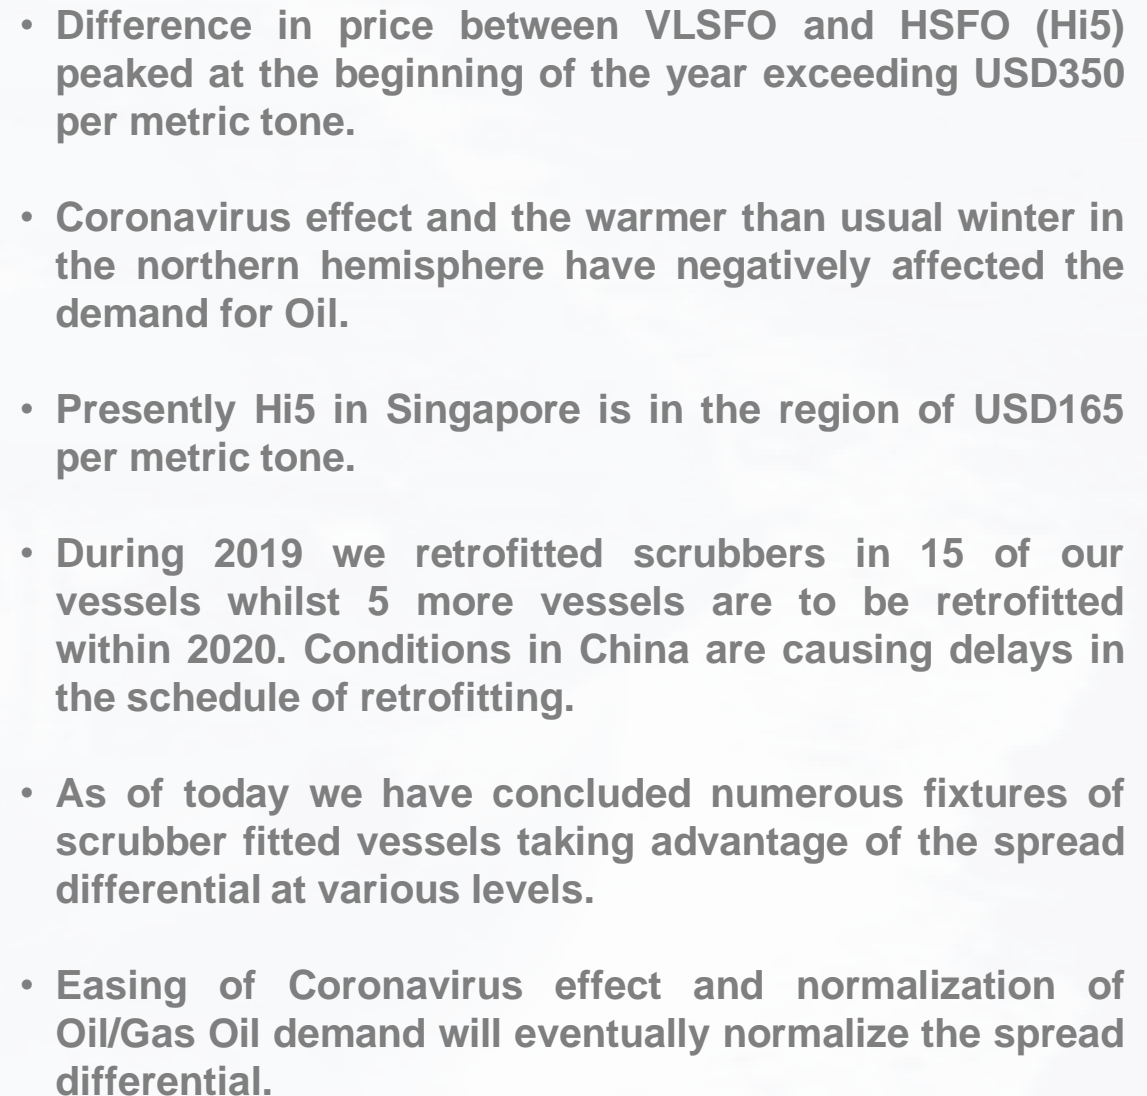 • Difference in price between VLSFO and HSFO (Hi5)
peaked at the beginning of the year exceeding USD350
per metric tone.
• Coronavirus effect and the warmer than usual winter in
the northern hemisphere have negatively affected the
demand for Oil.
• Presently Hi5 in Singapore is in the region of USD165
per metric tone.
• During 2019 we retrofitted scrubbers in 15 of our
vessels whilst 5 more vessels are to be retrofitted
within 2020. Conditions in China are causing delays in
the schedule of retrofitting.
• As of today we have concluded numerous fixtures of
scrubber fitted vessels taking advantage of the spread
differential at various levels.
• Easing of Coronavirus effect and normalization of
Oil/Gas Oil demand will eventually normalize the spread
differential.